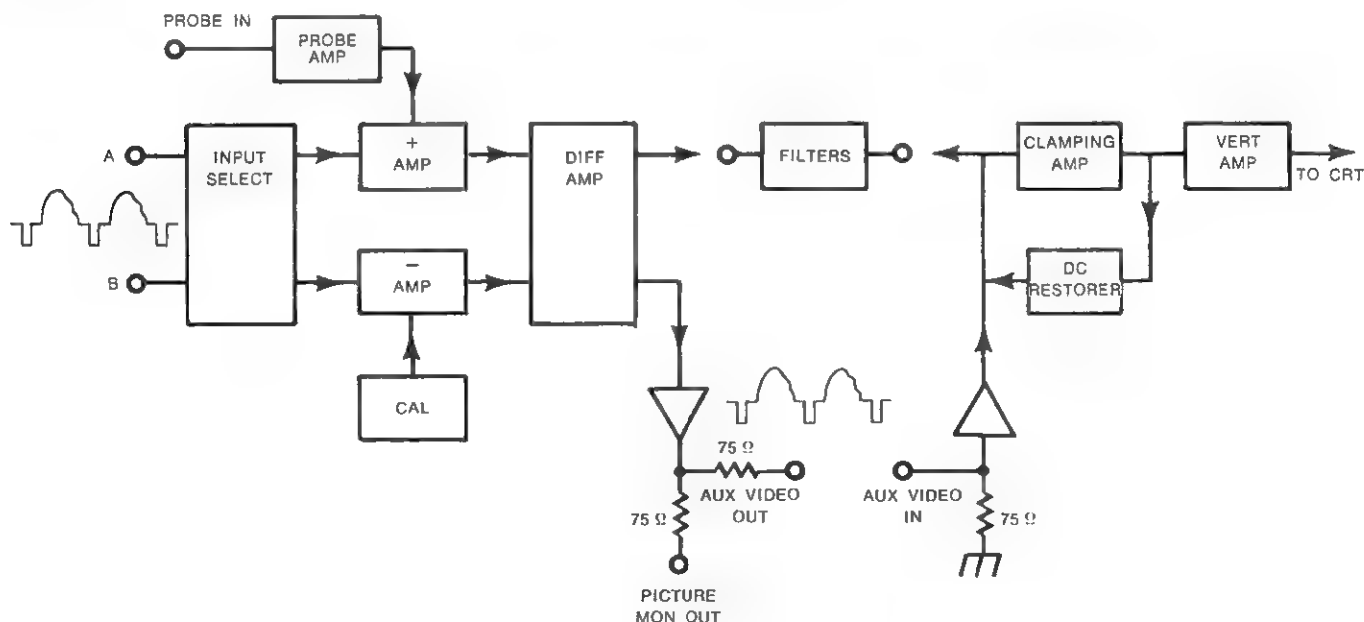 PROBE IN
PROBE
AMP
A
B
INPUT
SELECT
+
AMP
−
AMP
CAL
DIFF
AMP
FILTERS
CLAMPING
AMP
VERT
AMP
TO CRT
DC
RESTORER
75 Ω
AUX VIDEO
OUT
75 Ω
PICTURE
MON OUT
AUX VIDEO
IN
75 Ω